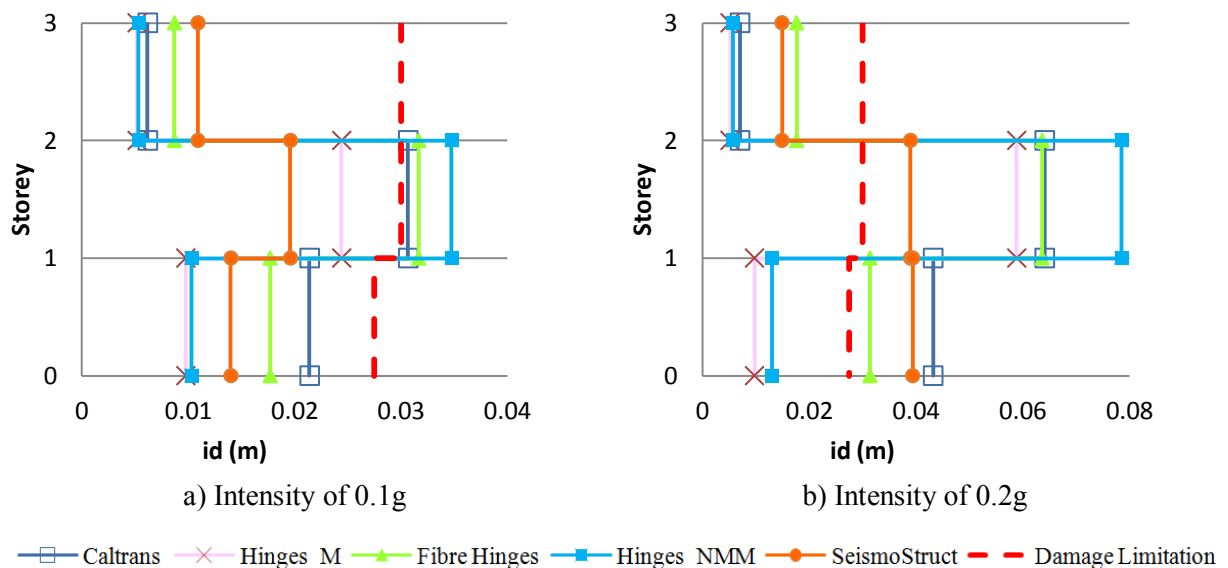 3
2
1
0
Storey
0 0.01 0.02 0.03 0.04
id (m)
a) Intensity of 0.1g
3
2
1
0
Storey
0 0.02 0.04 0.06 0.08
id (m)
b) Intensity of 0.2g
Caltrans Hinges M Fibre Hinges Hinges NMM SeismoStruct Damage Limitation